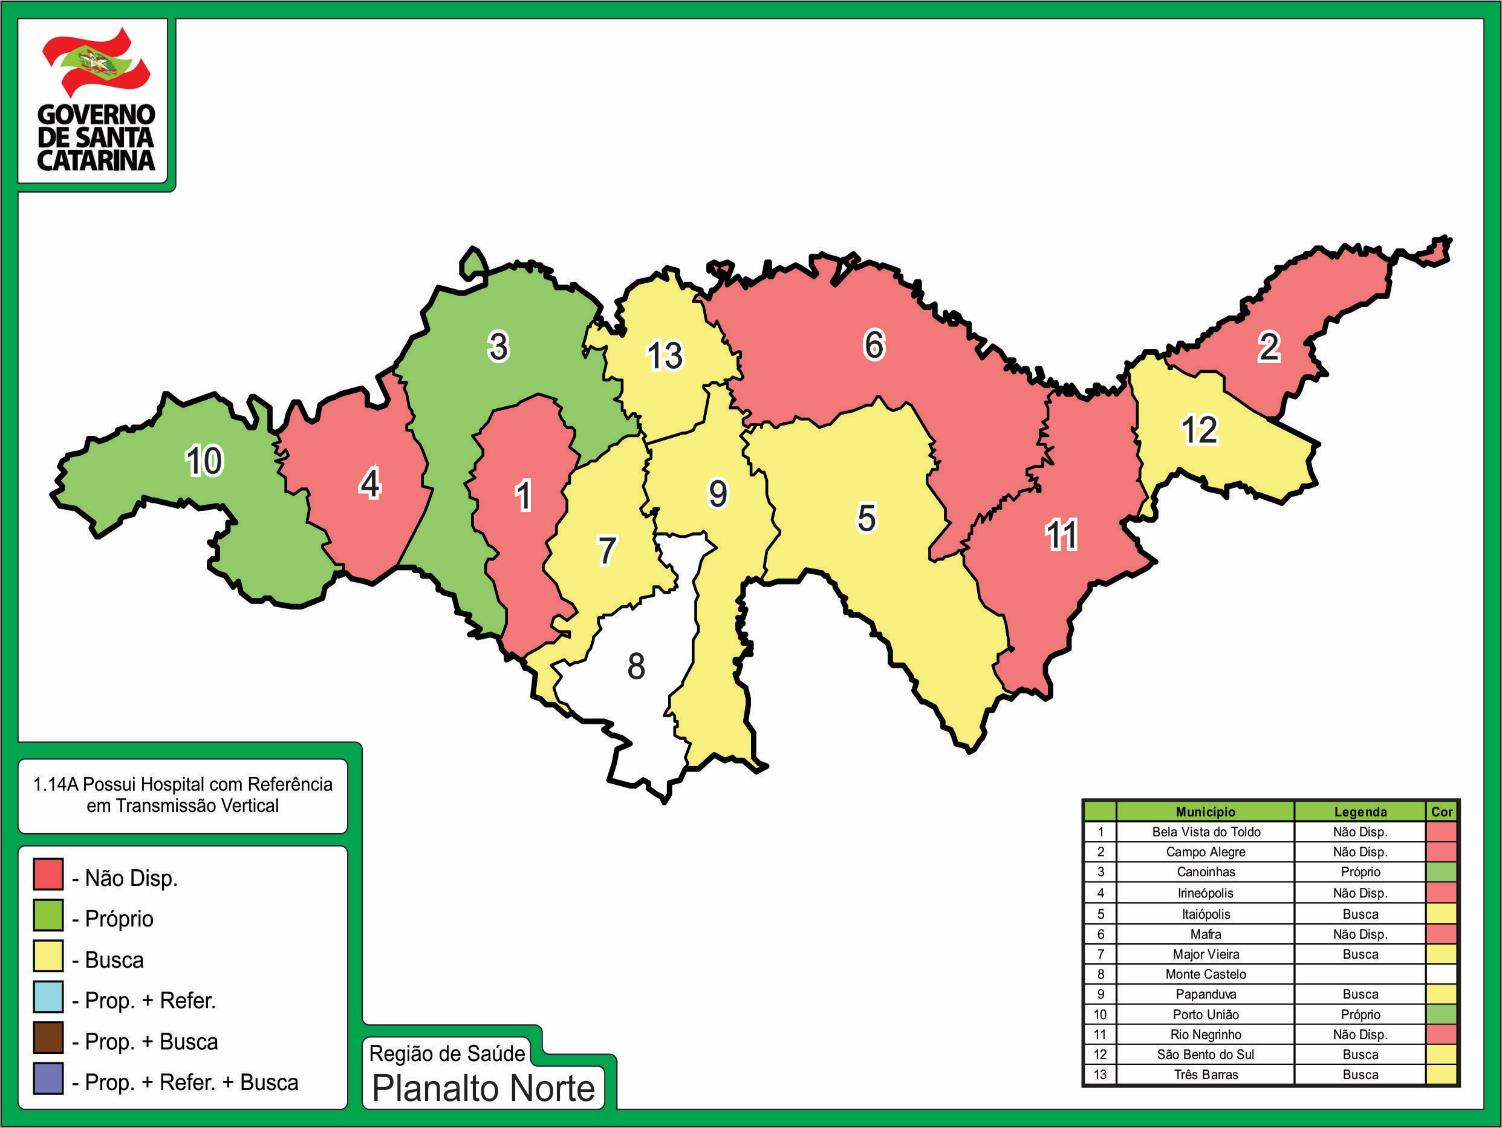 GOVERNO
DE SANTA
CATARINA
3
13
6
2
10
4
1
9
12
5
7
11
8
1.14A Possui Hospital com Referência
em Transmissão Vertical
- Não Disp.
- Próprio
- Busca
- Prop. + Refer.
- Prop. + Busca
- Prop. + Refer. + Busca
Região de Saúde
Planalto Norte
Município Legenda Cor
1 Bela Vista do Toldo Não Disp.
2 Campo Alegre Não Disp.
3 Canoinhas Próprio
4 Irineópolis Não Disp.
5 Itaiópolis Busca
6 Mafra Não Disp.
7 Major Vieira Busca
8 Monte Castelo
9 Papanduva Busca
10 Porto União Próprio
11 Rio Negrinho Não Disp.
12 São Bento do Sul Busca
13 Três Barras Busca